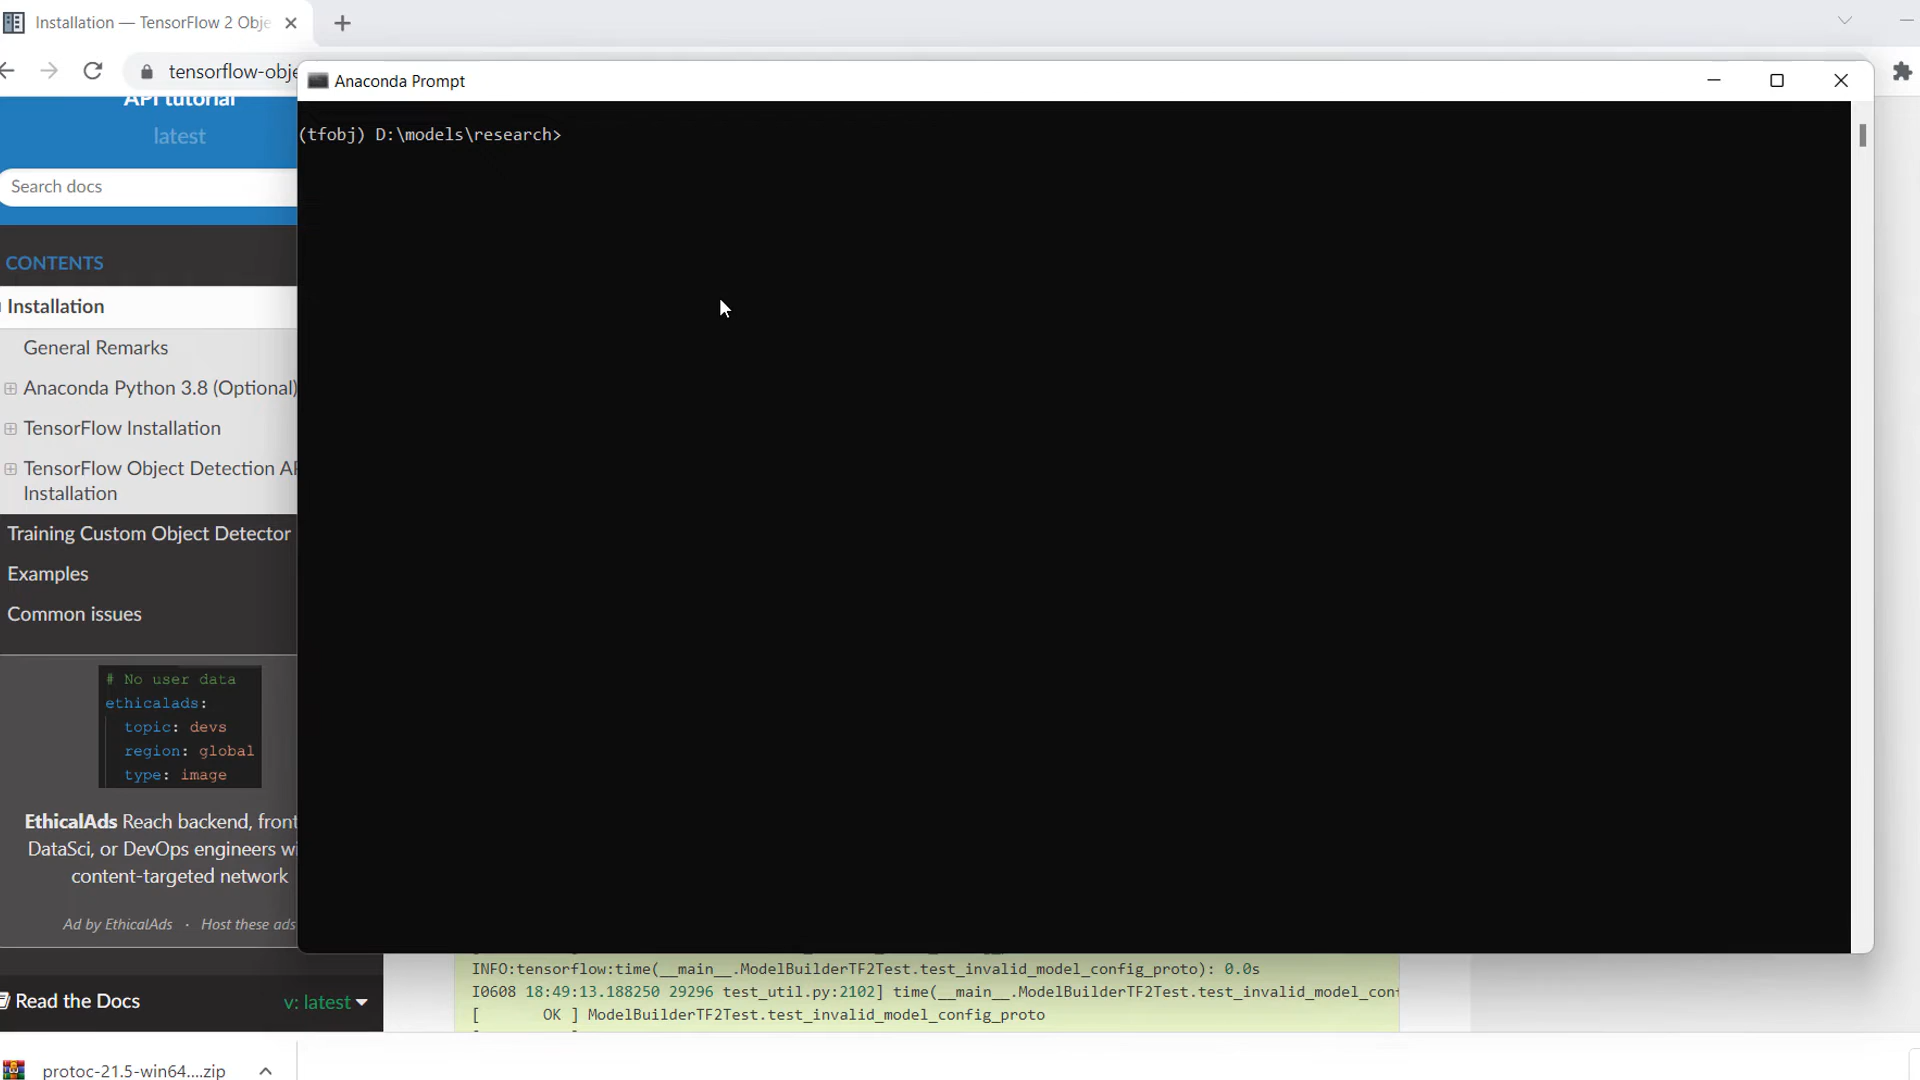 Installation — TensorFlow 2 Obje
tensorflow-obje
API tutorial
latest
Search docs
CONTENTS
Installation
General Remarks
Anaconda Python 3.8 (Optional)
TensorFlow Installation
TensorFlow Object Detection AP
Installation
Training Custom Object Detector
Examples
Common issues
# No user data
ethicalads:
topic: devs
region: global
type: image
EthicalAds Reach backend, front
DataSci, or DevOps engineers wi
content-targeted network
Ad by EthicalAds · Host these ads
Read the Docs
v: latest
protoc-21.5-win64....zip
Anaconda Prompt
(tfobj) D:\models\research>
INFO:tensorflow:time(__main__.ModelBuilderTF2Test.test_invalid_model_config_proto): 0.0s
I0608 18:49:13.188250 29296 test_util.py:2102] time(__main__.ModelBuilderTF2Test.test_invalid_model_con
[ OK ] ModelBuilderTF2Test.test_invalid_model_config_proto